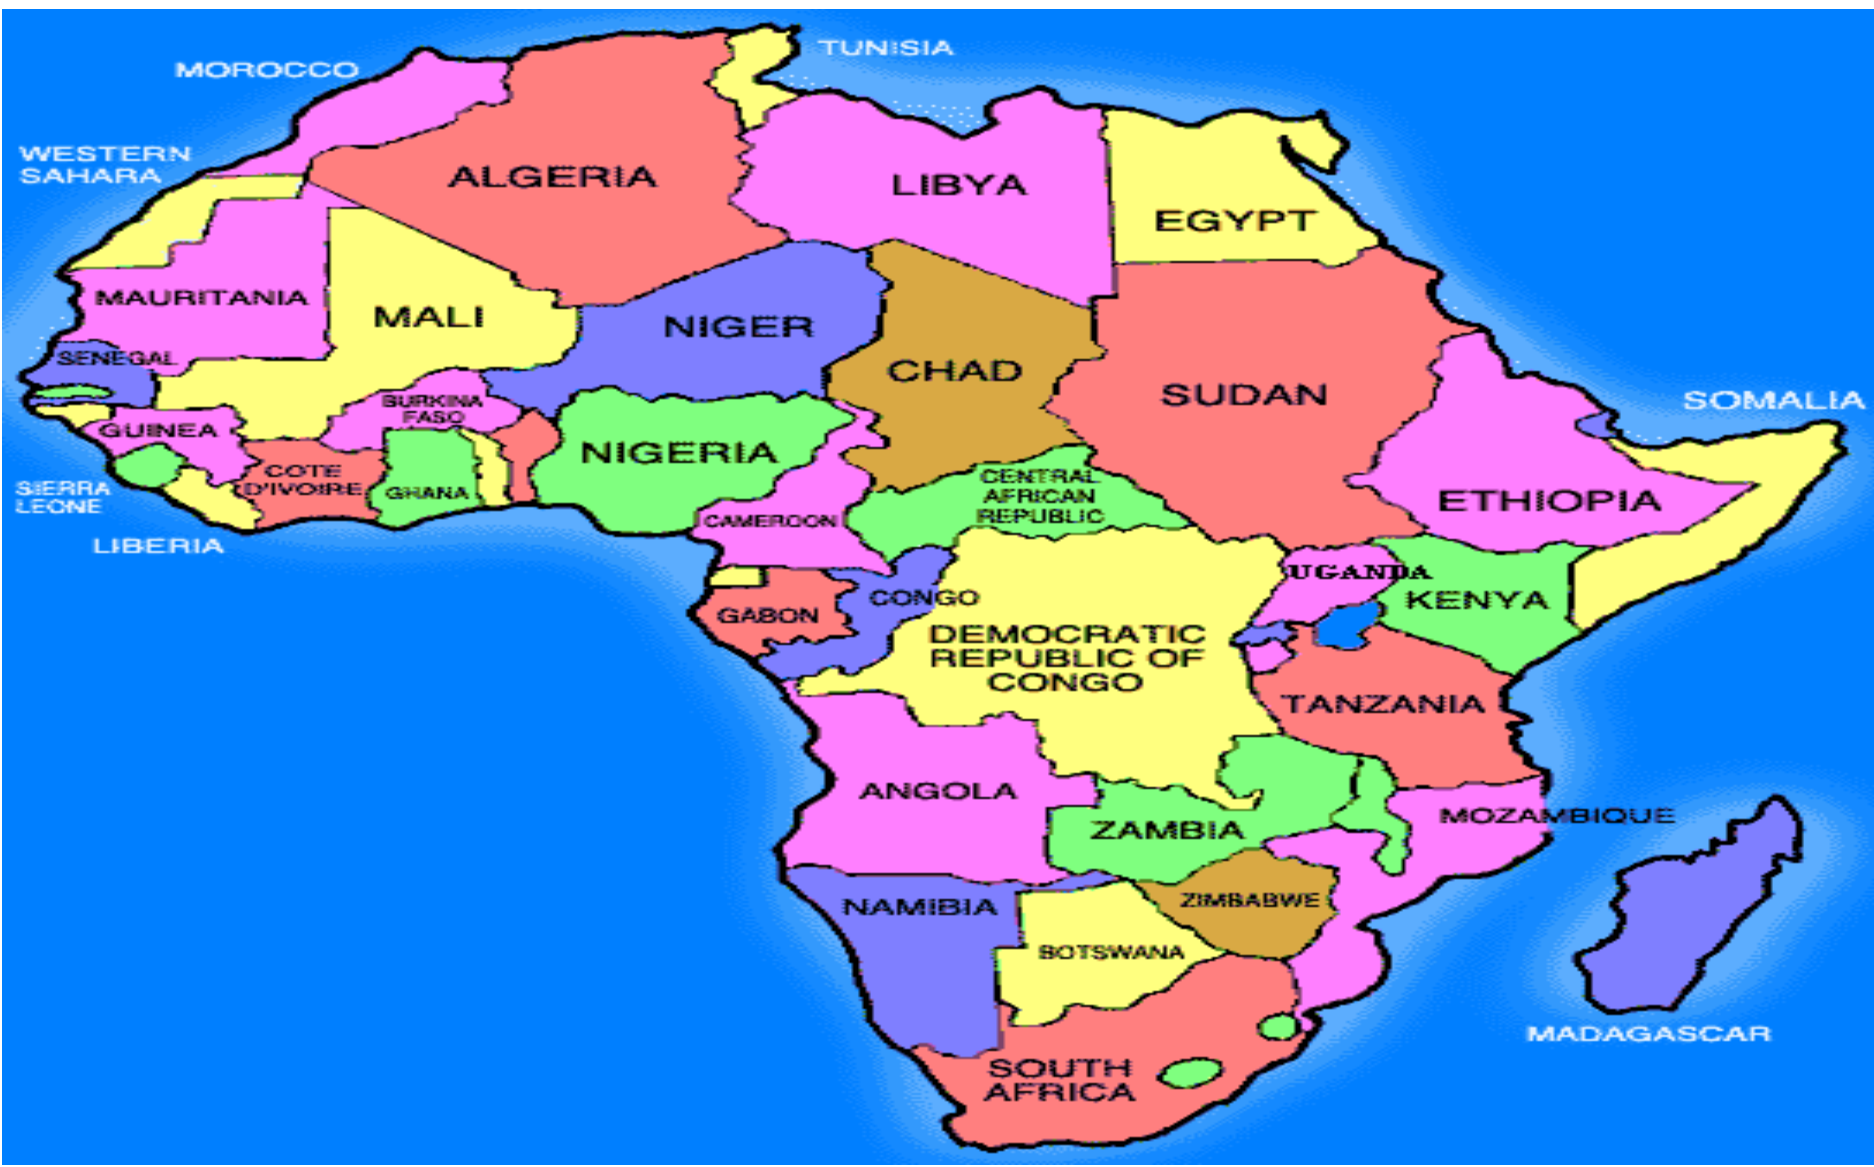 TUNISIA
MOROCCO
WESTERN
SAHARA
ALGERIA
LIBYA
EGYPT
MAURITANIA
MALI
NIGER
CHAD
SUDAN
SENEGAL
BURKINA
FASO
GUINEA
NIGERIA
SOMALIA
COTE
D'IVOIRE
GHANA
SIERRA
LEONE
LIBERIA
CENTRAL
AFRICAN
REPUBLIC
ETHIOPIA
CAMEROON
UGANDA
KENYA
GABON
CONGO
DEMOCRATIC
REPUBLIC OF
CONGO
TANZANIA
ANGOLA
ZAMBIA
MOZAMBIQUE
NAMIBIA
ZIMBABWE
BOTSWANA
MADAGASCAR
SOUTH
AFRICA